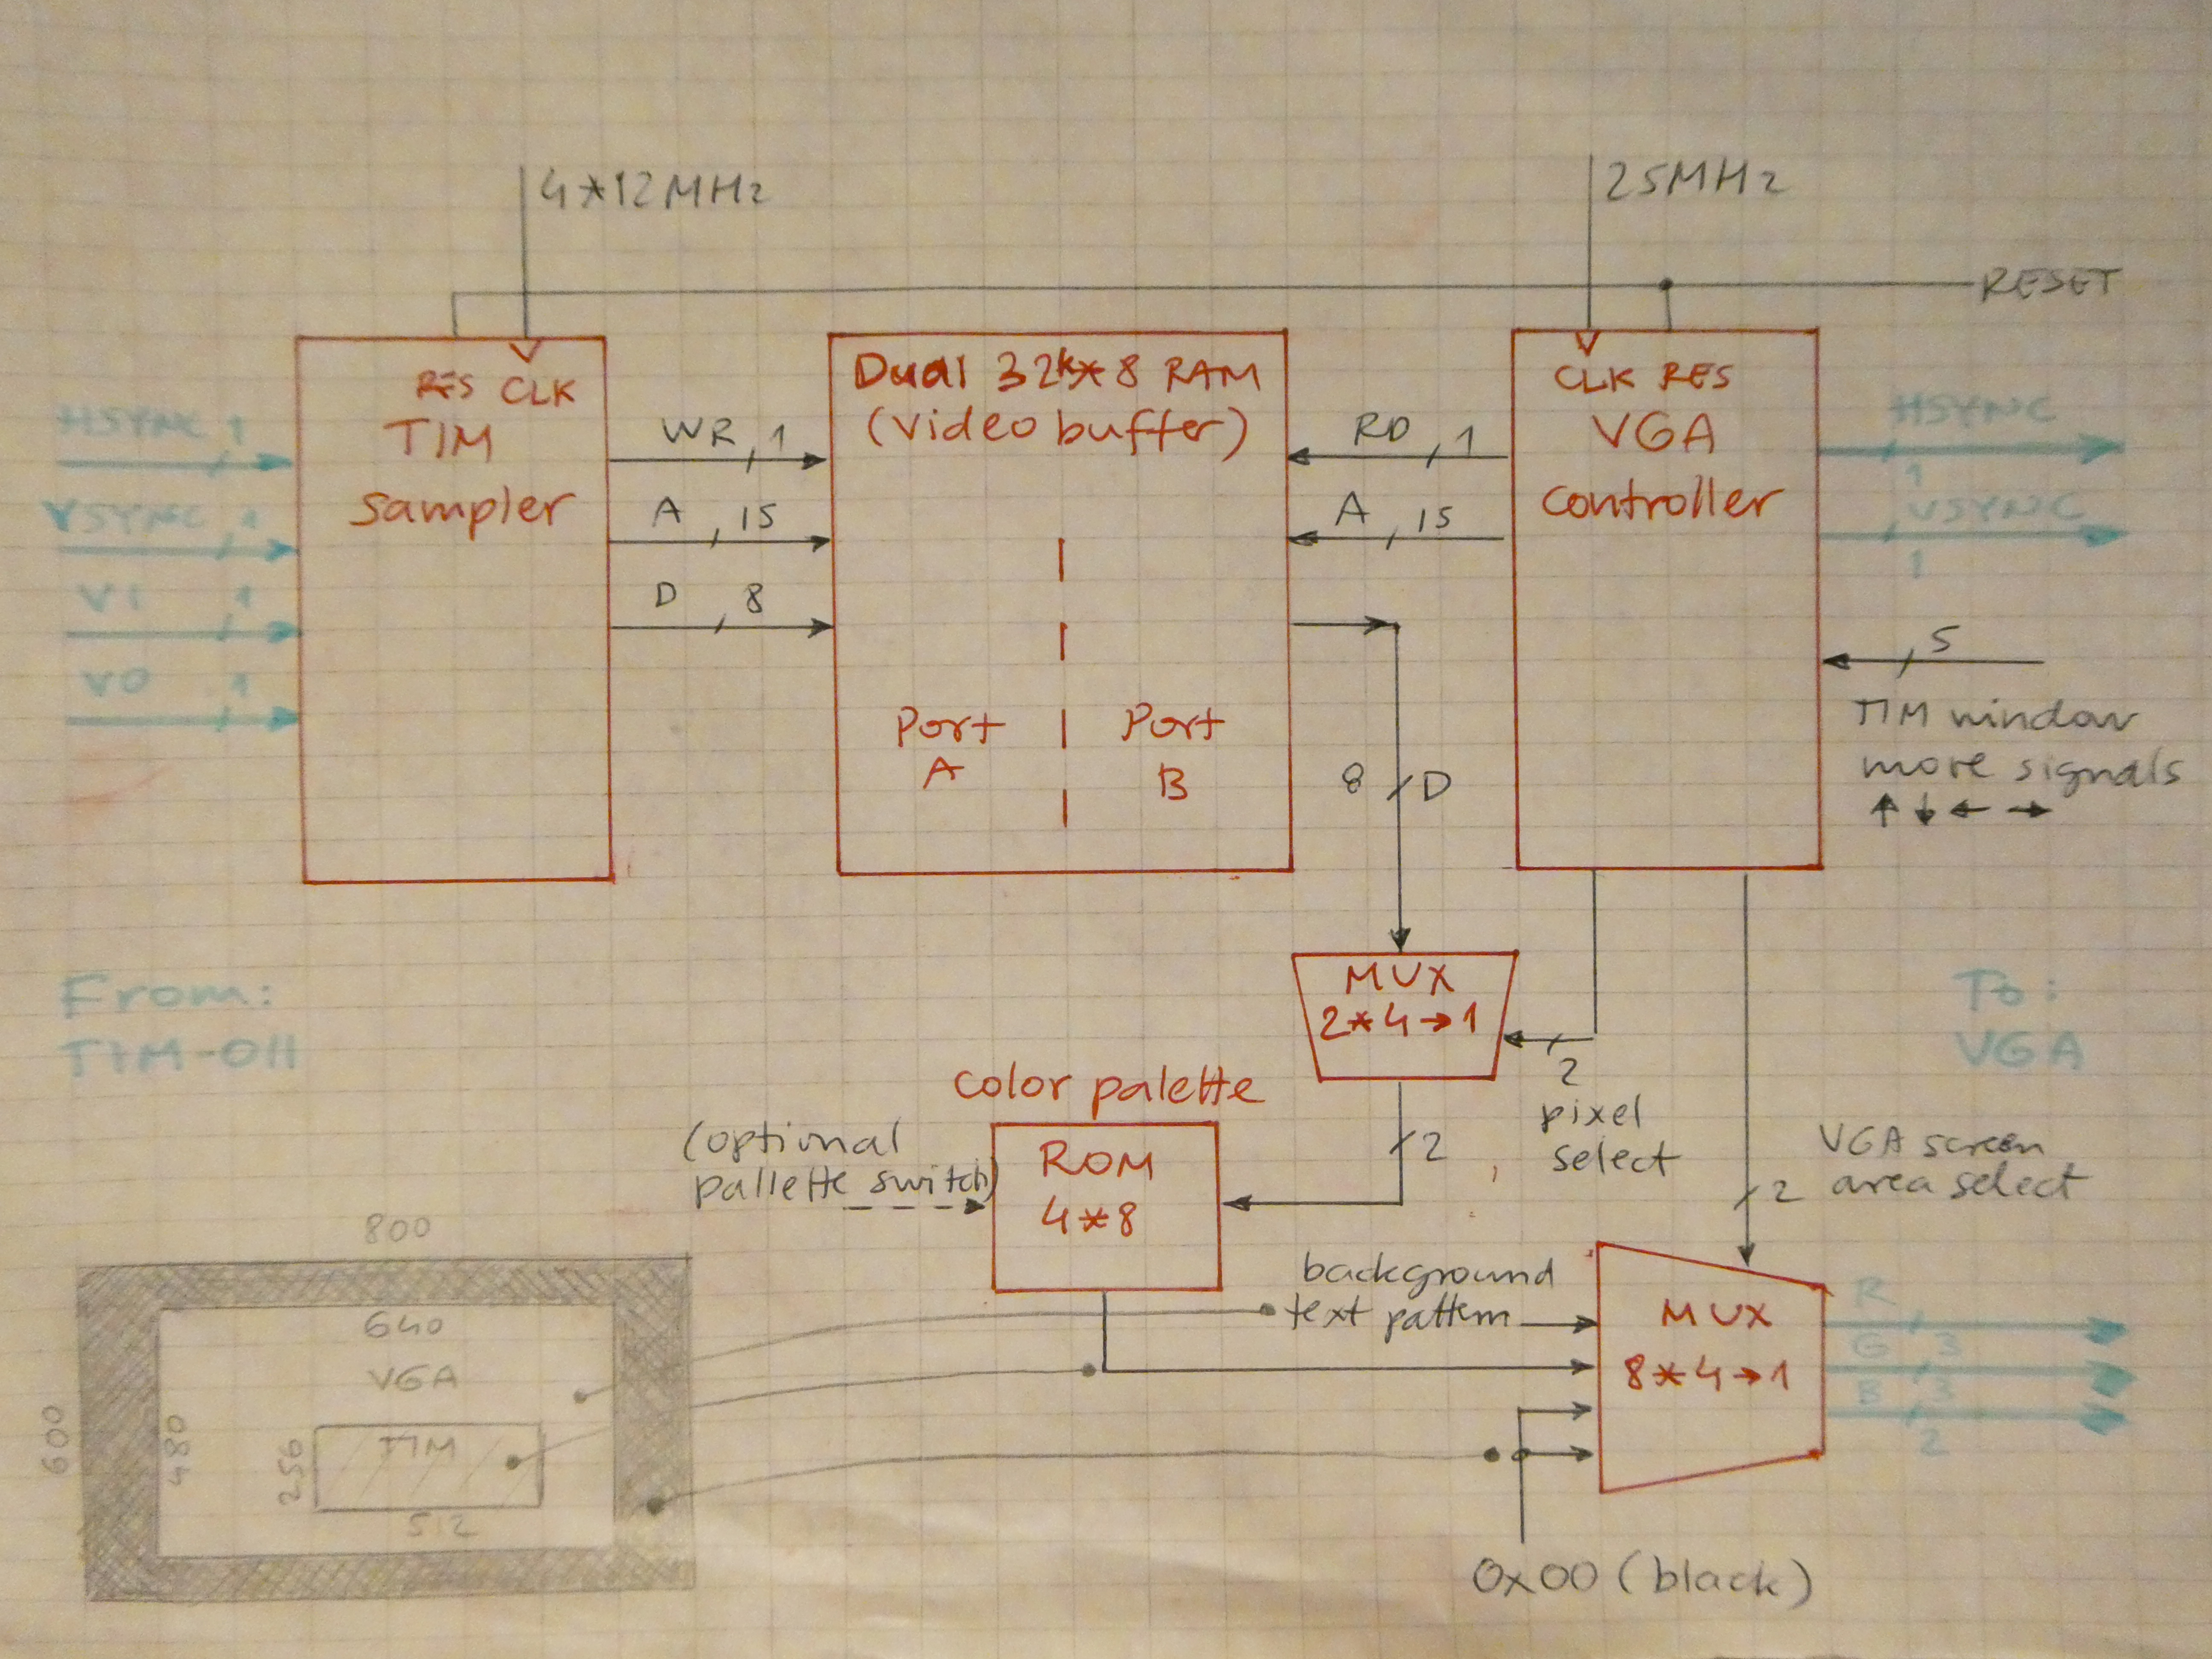 4*12MHz
25MHz
RESET
RES CLK
TIM
sampler
HSYNC 1
VSYNC 1
V1 1
V0 1
WR 1
A 15
D 8
Dual 32k*8 RAM
(video buffer)
Port
A
Port
B
RD 1
A 15
8 D
CLK RES
VGA
controller
HSYNC
1
VSYNC
1
5
TIM window
more signals
↑ ↓ ← →
From:
TIM-011
To:
VGA
MUX
2*4→1
2
pixel
select
2
color palette
ROM
4*8
(optional
pallette switch)
VGA screen
area select
2
background
text pattern
MUX
8*4→1
R
G 3
B 3
2
0x00 (black)
800
640
VGA
600
480
256
TIM
512